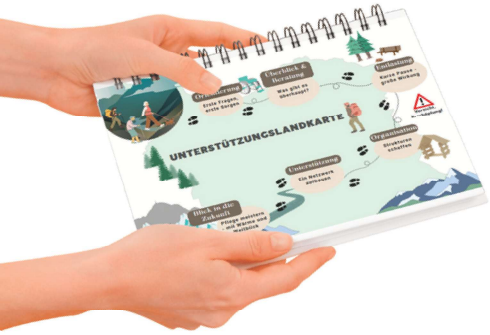 Orientierung
Erste Fragen,
erste Sorgen
Überblick &
Beratung
Was gibt es
überhaupt?
Entlastung
Kurze Pause -
große Wirkung
Vorsicht,
UNTERSTÜTZUNGSLANDKARTE
Organisation
Strukturen
schaffen
Unterstützung
Ein Netzwerk
aufbauen
Blick in die
Zukunft
Pflege meistern
- mit Wärme und
Weitblick